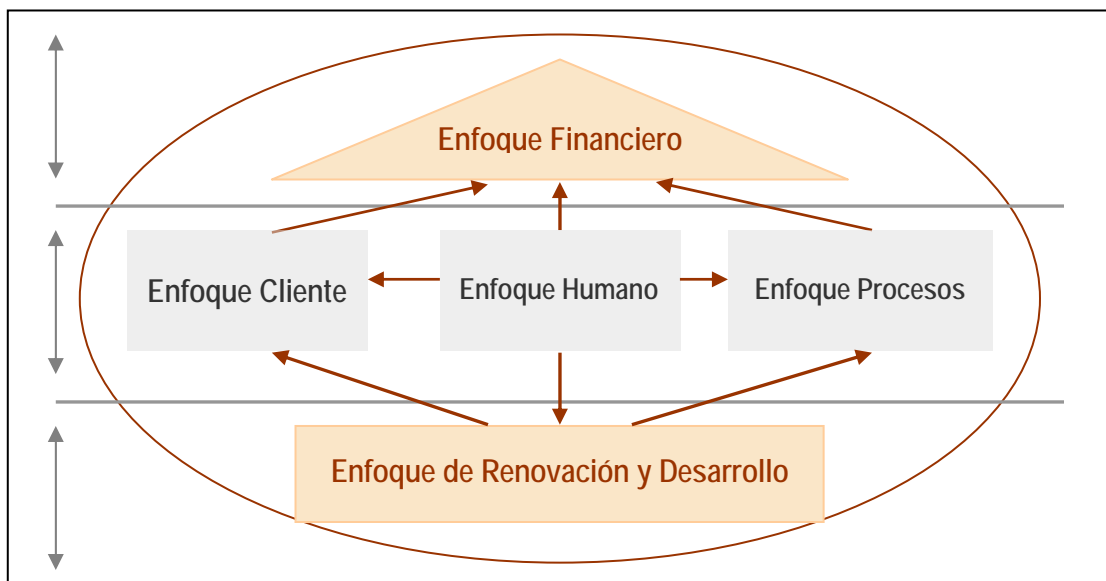 Enfoque Financiero
Enfoque Cliente
Enfoque Humano
Enfoque Procesos
Enfoque de Renovación y Desarrollo